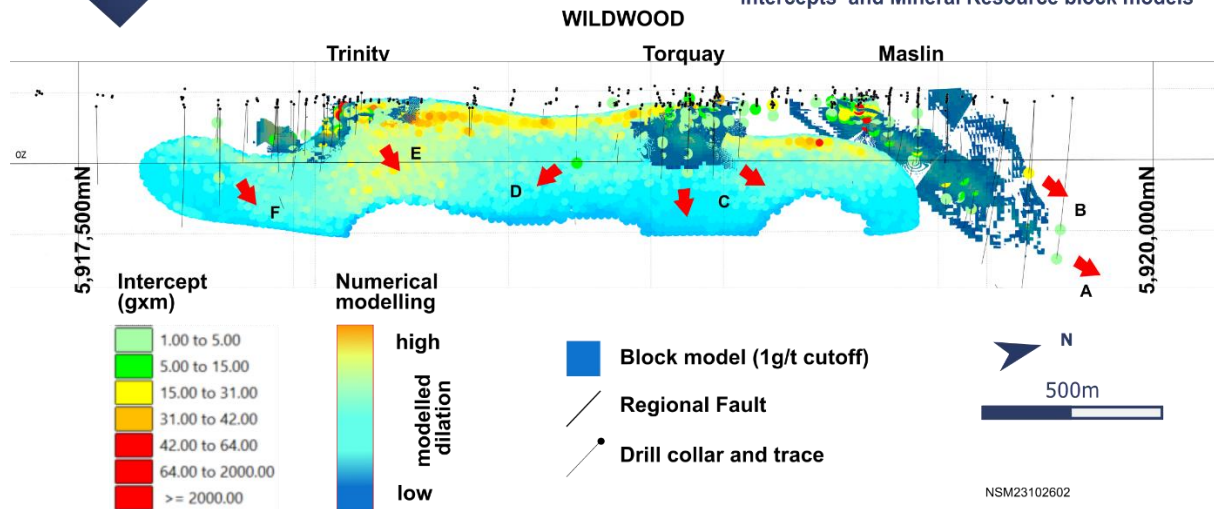 intercepts and Mineral Resource block models
WILDWOOD
Trinity
Torquay
Maslin
0Z
E
D
C
F
B
A
5,917,500mN
5,920,000mN
Intercept
(gxm)
1.00 to 5.00
5.00 to 15.00
15.00 to 31.00
31.00 to 42.00
42.00 to 64.00
64.00 to 2000.00
>= 2000.00
Numerical
modelling
high
modelled
dilation
low
Block model (1g/t cutoff)
Regional Fault
Drill collar and trace
N
500m
NSM23102602